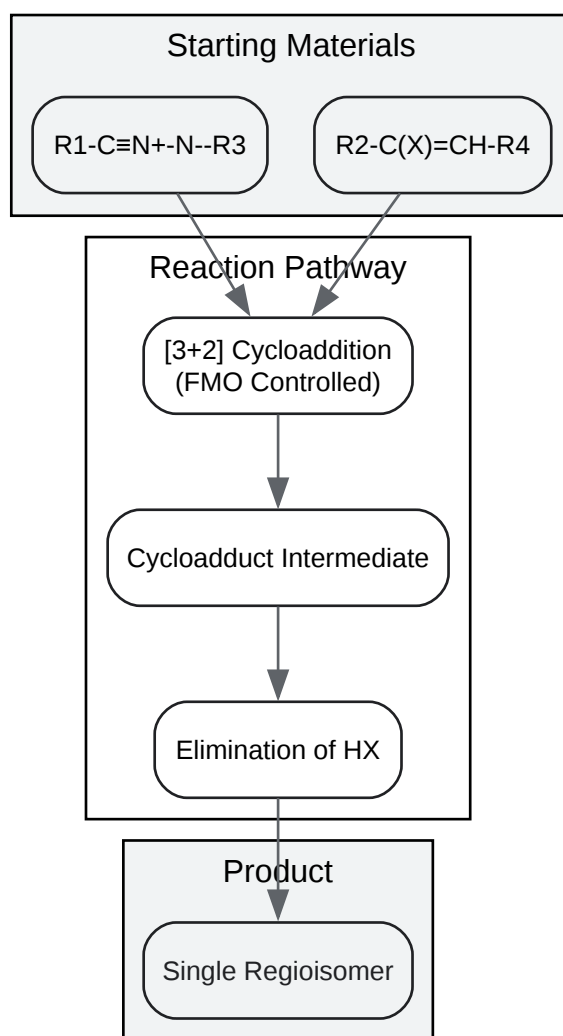 Starting Materials
R1-C≡N+-N--R3
R2-C(X)=CH-R4
Reaction Pathway
[3+2] Cycloaddition
(FMO Controlled)
Cycloadduct Intermediate
Elimination of HX
Product
Single Regioisomer